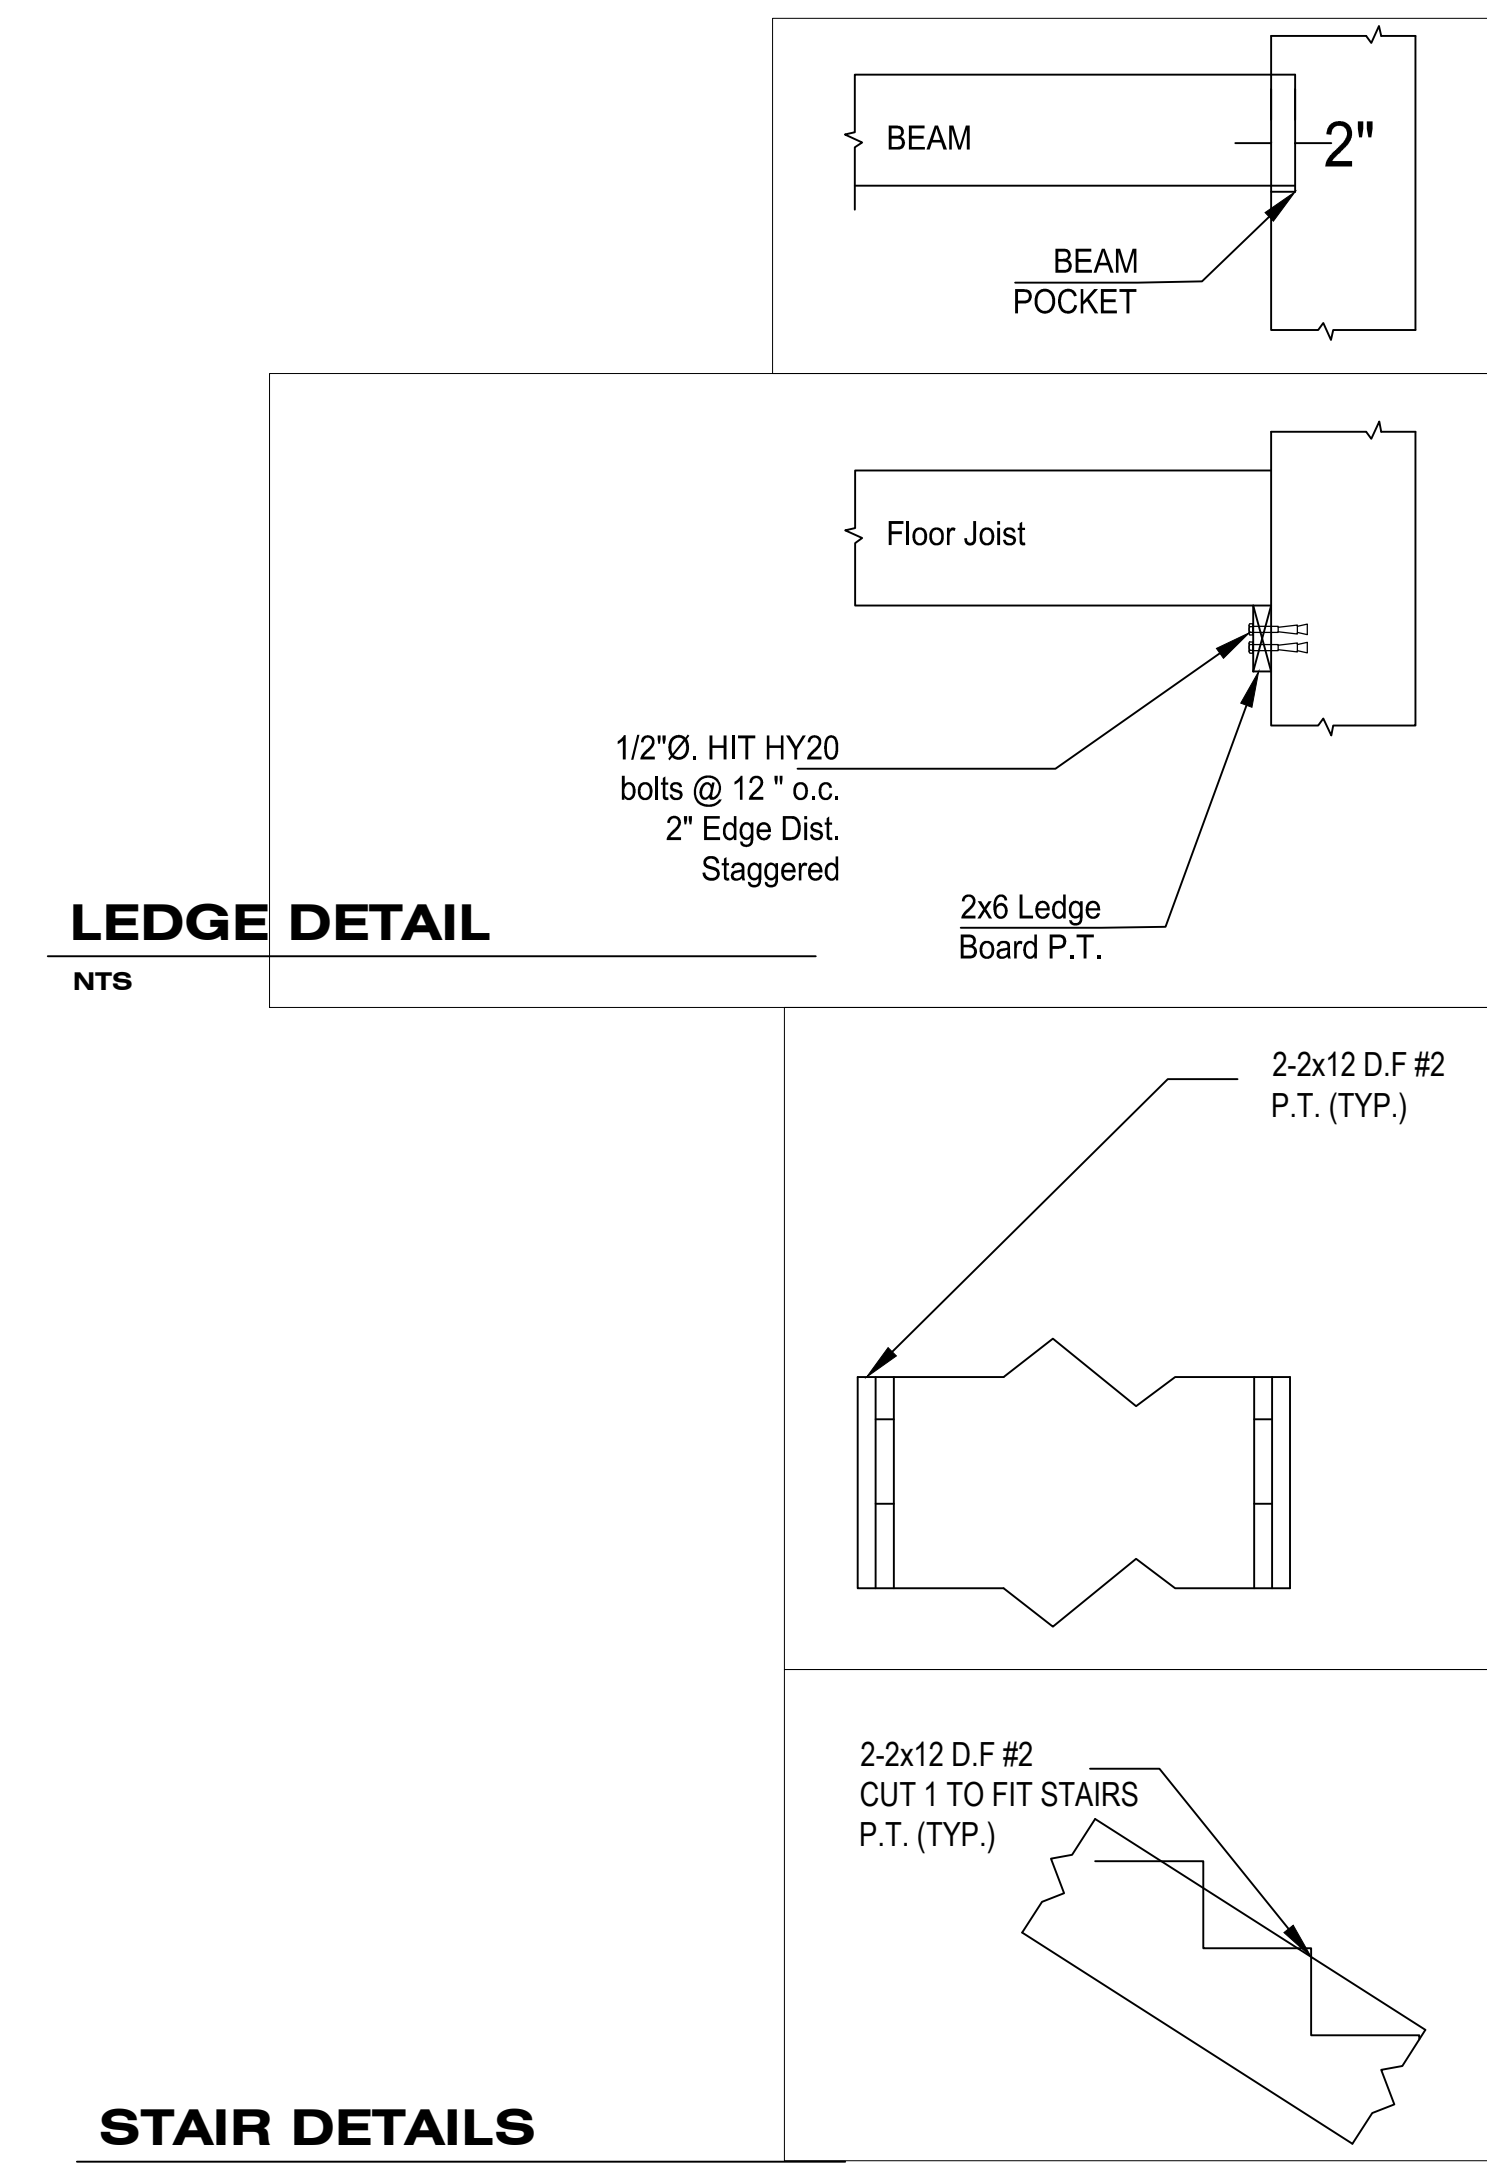 BEAM
2"
BEAM
POCKET
Floor Joist
1/2"Ø. HIT HY20
bolts @ 12 " o.c.
2" Edge Dist.
Staggered
2x6 Ledge
Board P.T.
LEDGE DETAIL
NTS
2-2x12 D.F #2
P.T. (TYP.)
2-2x12 D.F #2
CUT 1 TO FIT STAIRS
P.T. (TYP.)
STAIR DETAILS